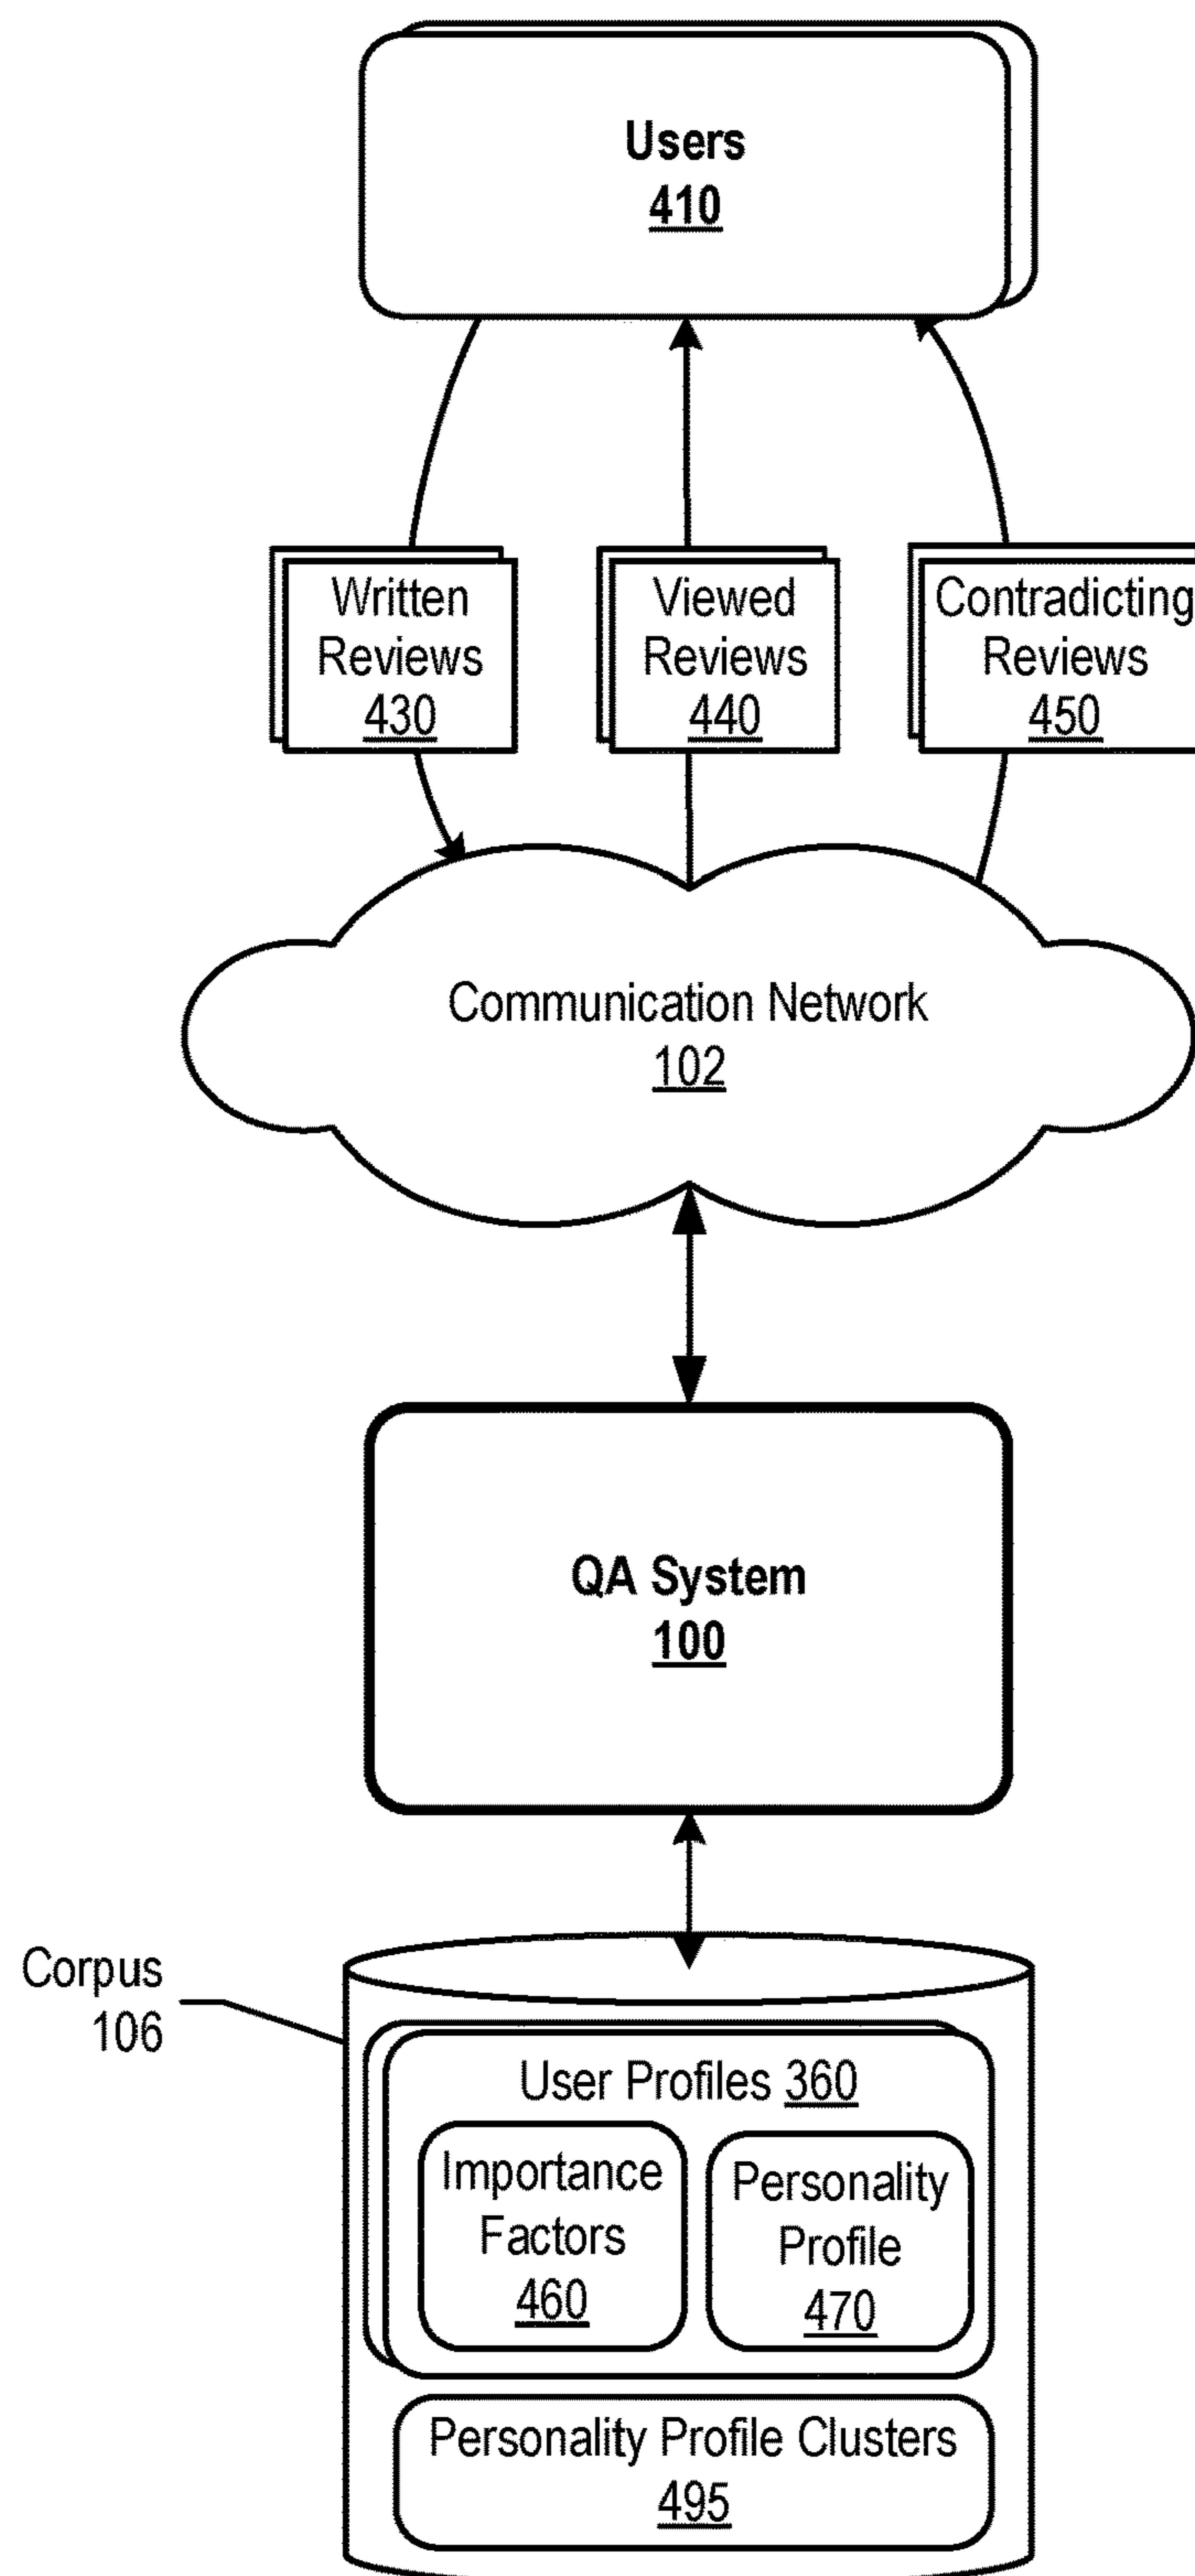 Users
410
Written
Reviews
430
Viewed
Reviews
440
Contradicting
Reviews
450
Communication Network
102
QA System
100
Corpus
106
User Profiles 360
Importance
Factors
460
Personality
Profile
470
Personality Profile Clusters
495